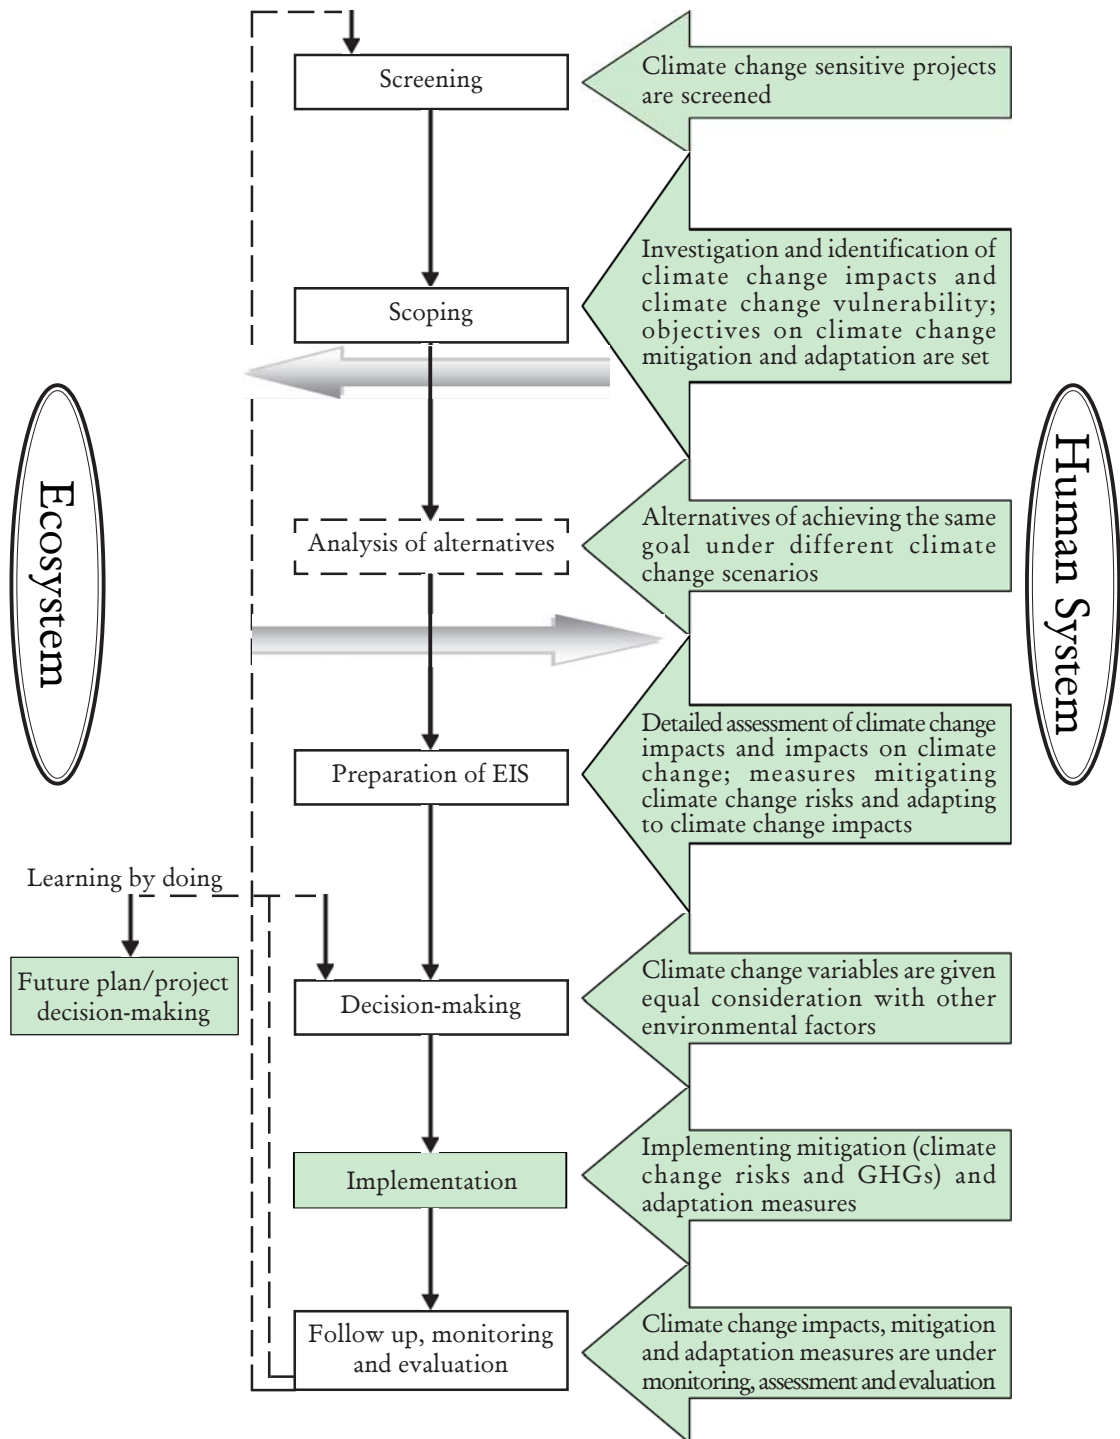 Screening
Climate change sensitive projects
are screened
Scoping
Investigation and identification of
climate change impacts and
climate change vulnerability;
objectives on climate change
mitigation and adaptation are set
Ecosystem
Human System
Analysis of alternatives
Alternatives of achieving the same
goal under different climate
change scenarios
Preparation of EIS
Detailed assessment of climate change
impacts and impacts on climate
change; measures mitigating
climate change risks and adapting
to climate change impacts
Learning by doing
Future plan/project
decision-making
Decision-making
Climate change variables are given
equal consideration with other
environmental factors
Implementation
Implementing mitigation (climate
change risks and GHGs) and
adaptation measures
Follow up, monitoring
and evaluation
Climate change impacts, mitigation
and adaptation measures are under
monitoring, assessment and evaluation